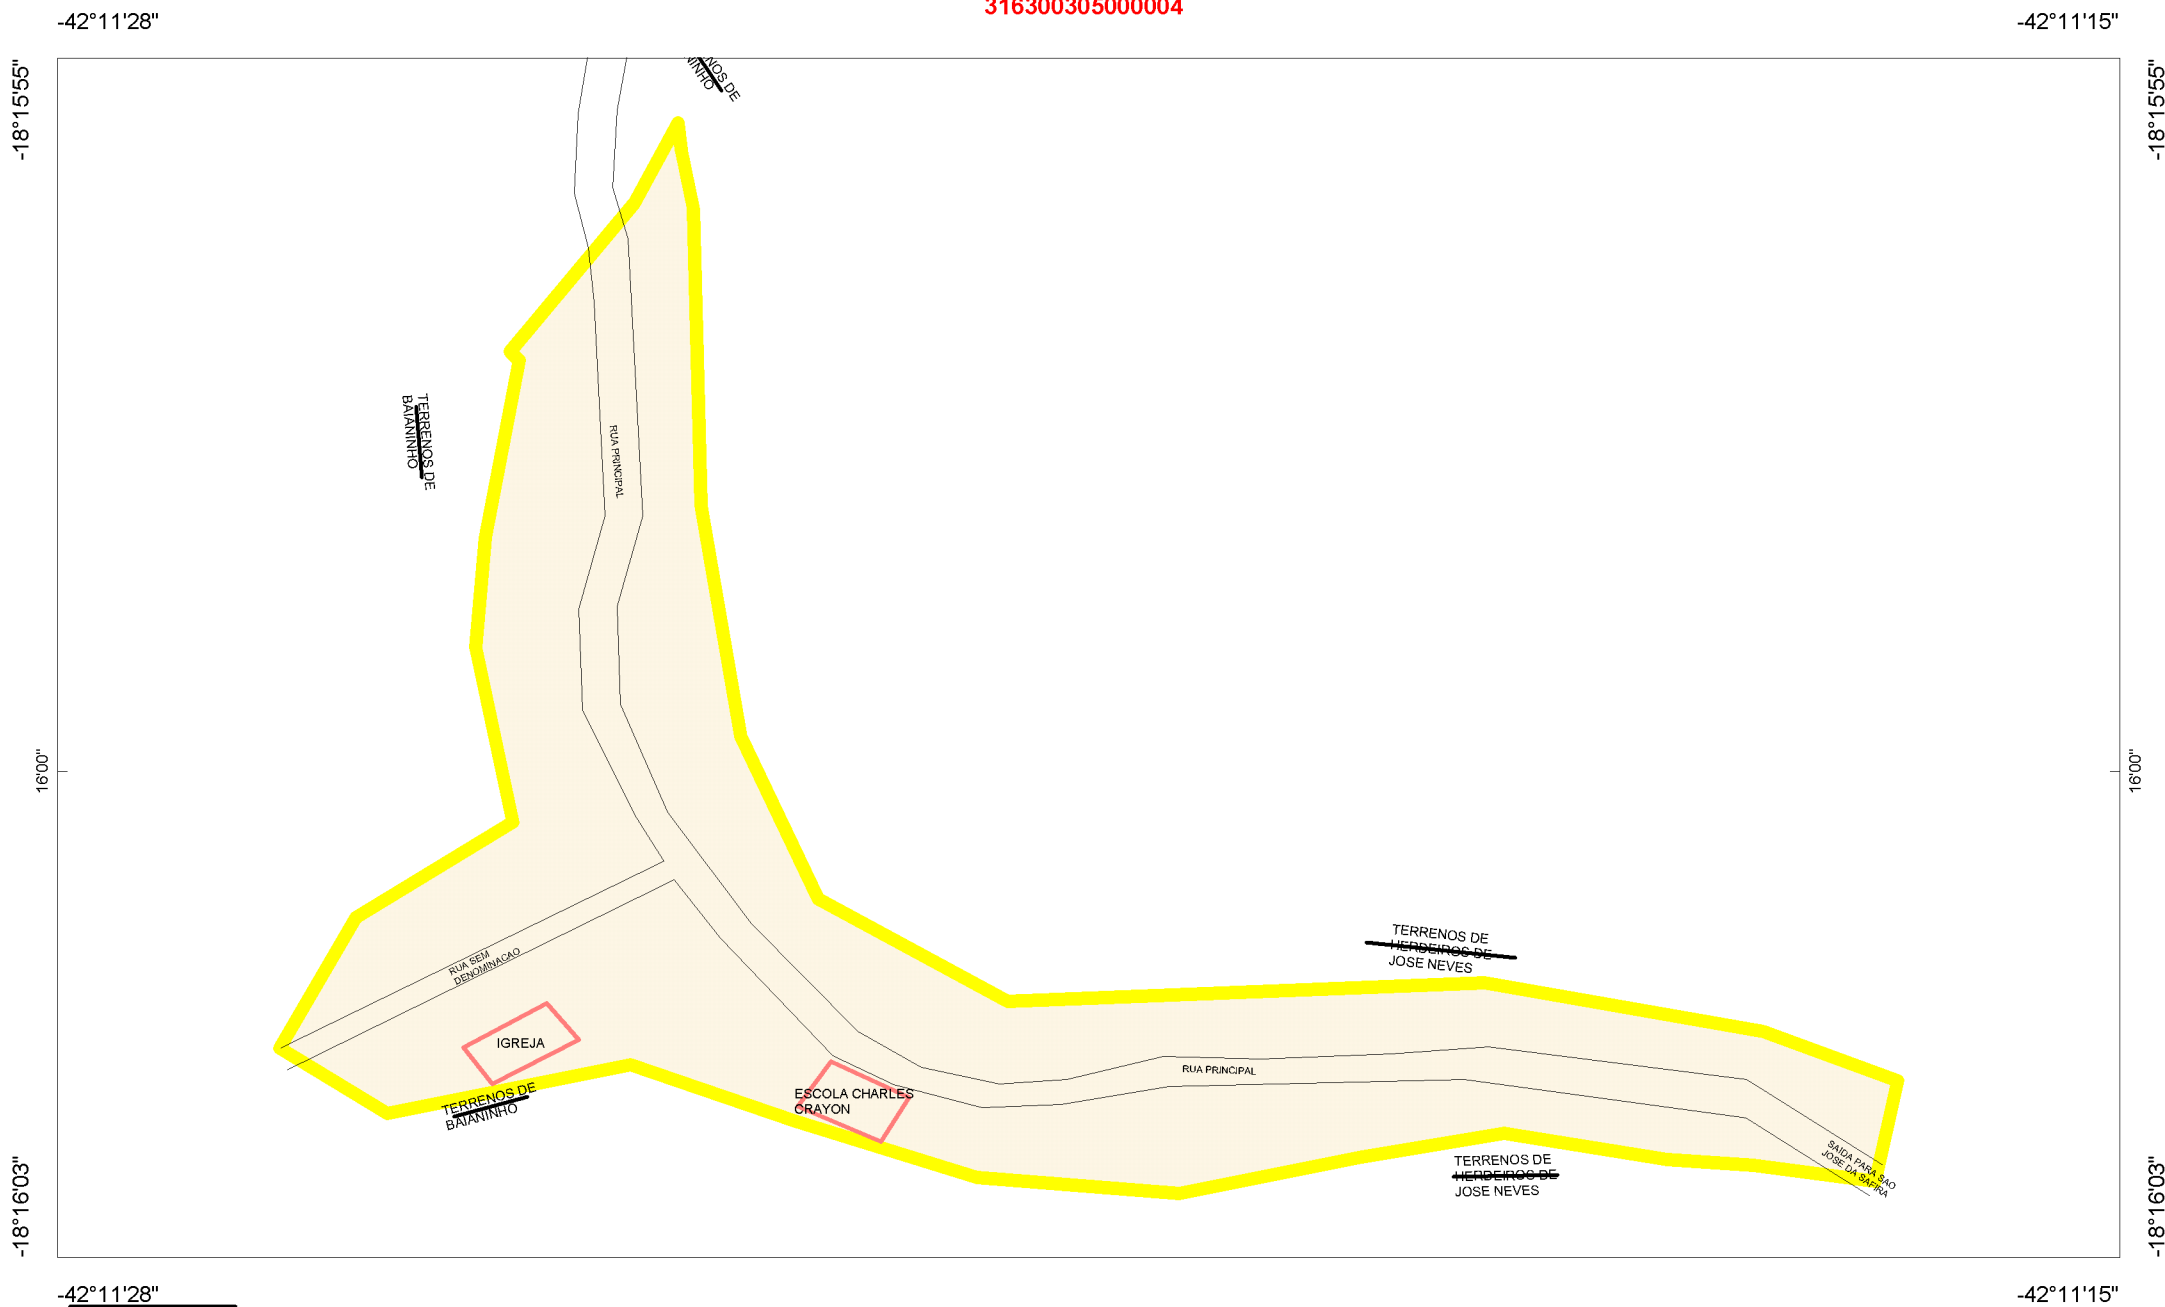 316300305000004
-42°11'28"
-42°11'15"
-18°15'55"
-18°15'55"
NOS DE
NINHO
TERRENOS DE
BAIANINHO
RUA PRINCIPAL
16'00"
16'00"
TERRENOS DE
HERDEIROS DE
JOSE NEVES
RUA SEM
DENOMINACAO
IGREJA
RUA PRINCIPAL
ESCOLA CHARLES
CRAYON
TERRENOS DE
BAIANINHO
SAIDA PARA SAO
JOSE DA SAFIRA
TERRENOS DE
HERDEIROS DE
JOSE NEVES
-18°16'03"
-18°16'03"
-42°11'28"
-42°11'15"